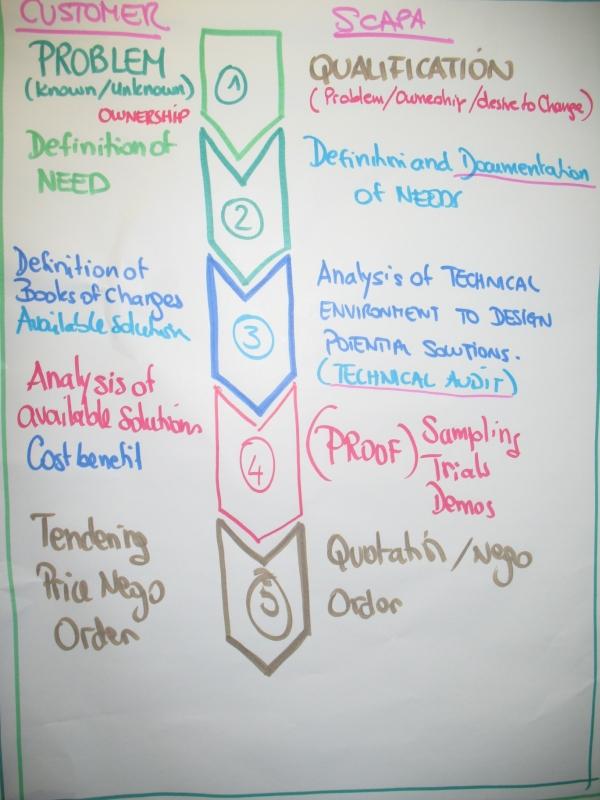 CUSTOMER
SCAPA
PROBLEM
(Known/Unknown)
OWNERSHIP
1
QUALIFICATION
(Problem/Ownership/desire to Change)
Definition of
NEED
2
Definition and Documentation
of NEEDS
Definition of
Books of Charges
Available Solution
3
Analysis of TECHNICAL
ENVIRONMENT TO DESIGN
POTENTIAL SOLUTIONS.
(TECHNICAL AUDIT)
Analysis of
available Solutions
Cost benefit
4
(PROOF) Sampling
Trials
Demos
Tendering
Price Nego
Order
5
Quotation/Nego
Order